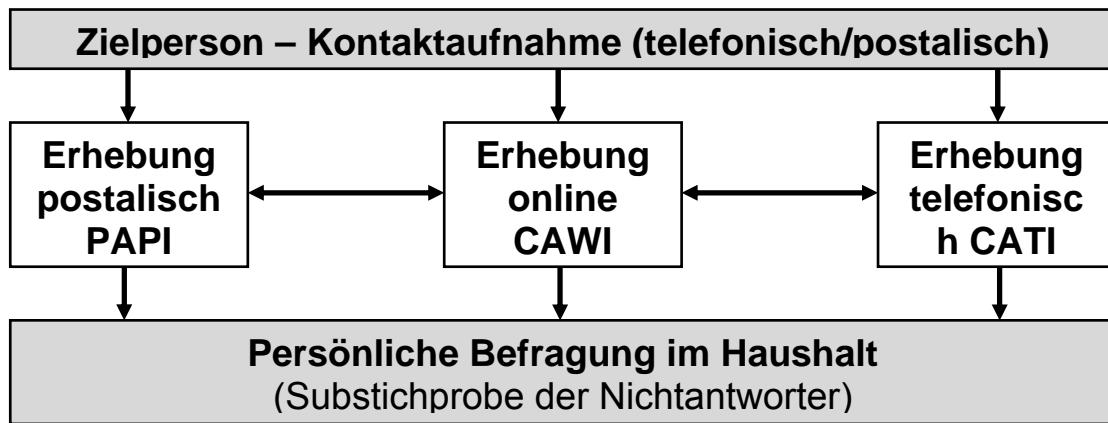 Zielperson – Kontaktaufnahme (telefonisch/postalisch)
Erhebung
postalisch
PAPI
Erhebung
online
CAWI
Erhebung
telefonisc
h CATI
Persönliche Befragung im Haushalt
(Substichprobe der Nichtantworter)